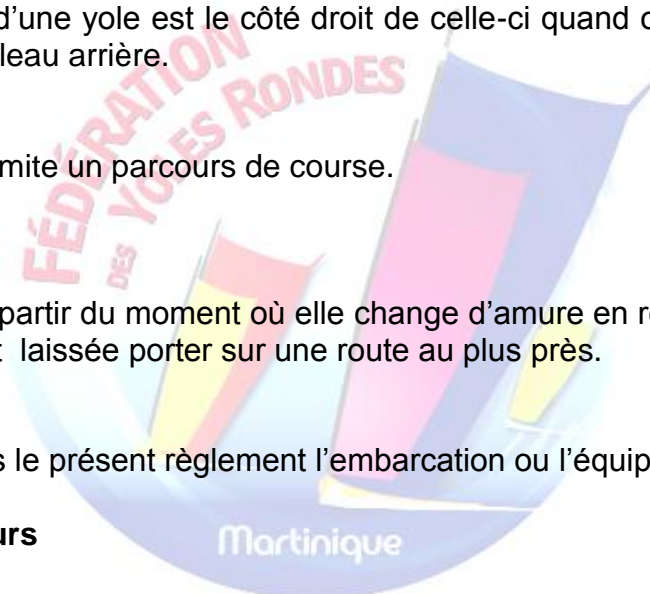 d’une yole est le côté droit de celle-ci quand
leau arrière.
FÉDÉRATION
DES YOLES RONDES
mite un parcours de course.
partir du moment où elle change d’amure en
laissée porter sur une route au plus près.
le présent règlement l’embarcation ou l’équip
urs
Martinique